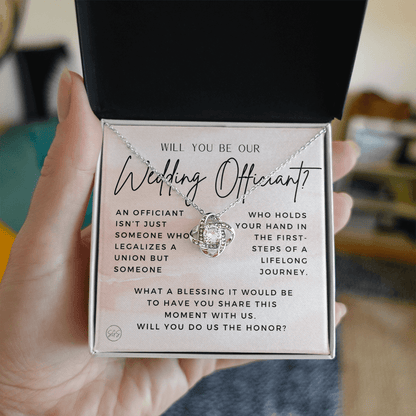 WILL YOU BE OUR
Wedding Officiant?
AN OFFICIANT
ISN'T JUST
SOMEONE WHO
LEGALIZES A
UNION BUT
SOMEONE
WHO HOLDS
YOUR HAND IN
THE FIRST-
STEPS OF A
LIFELONG
JOURNEY.
WHAT A BLESSING IT WOULD BE
TO HAVE YOU SHARE THIS
MOMENT WITH US.
WILL YOU DO US THE HONOR?